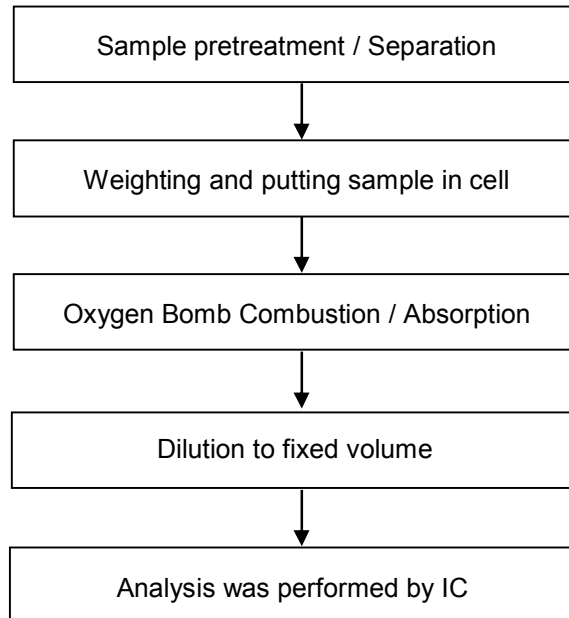 Sample pretreatment / Separation
Weighting and putting sample in cell
Oxygen Bomb Combustion / Absorption
Dilution to fixed volume
Analysis was performed by IC